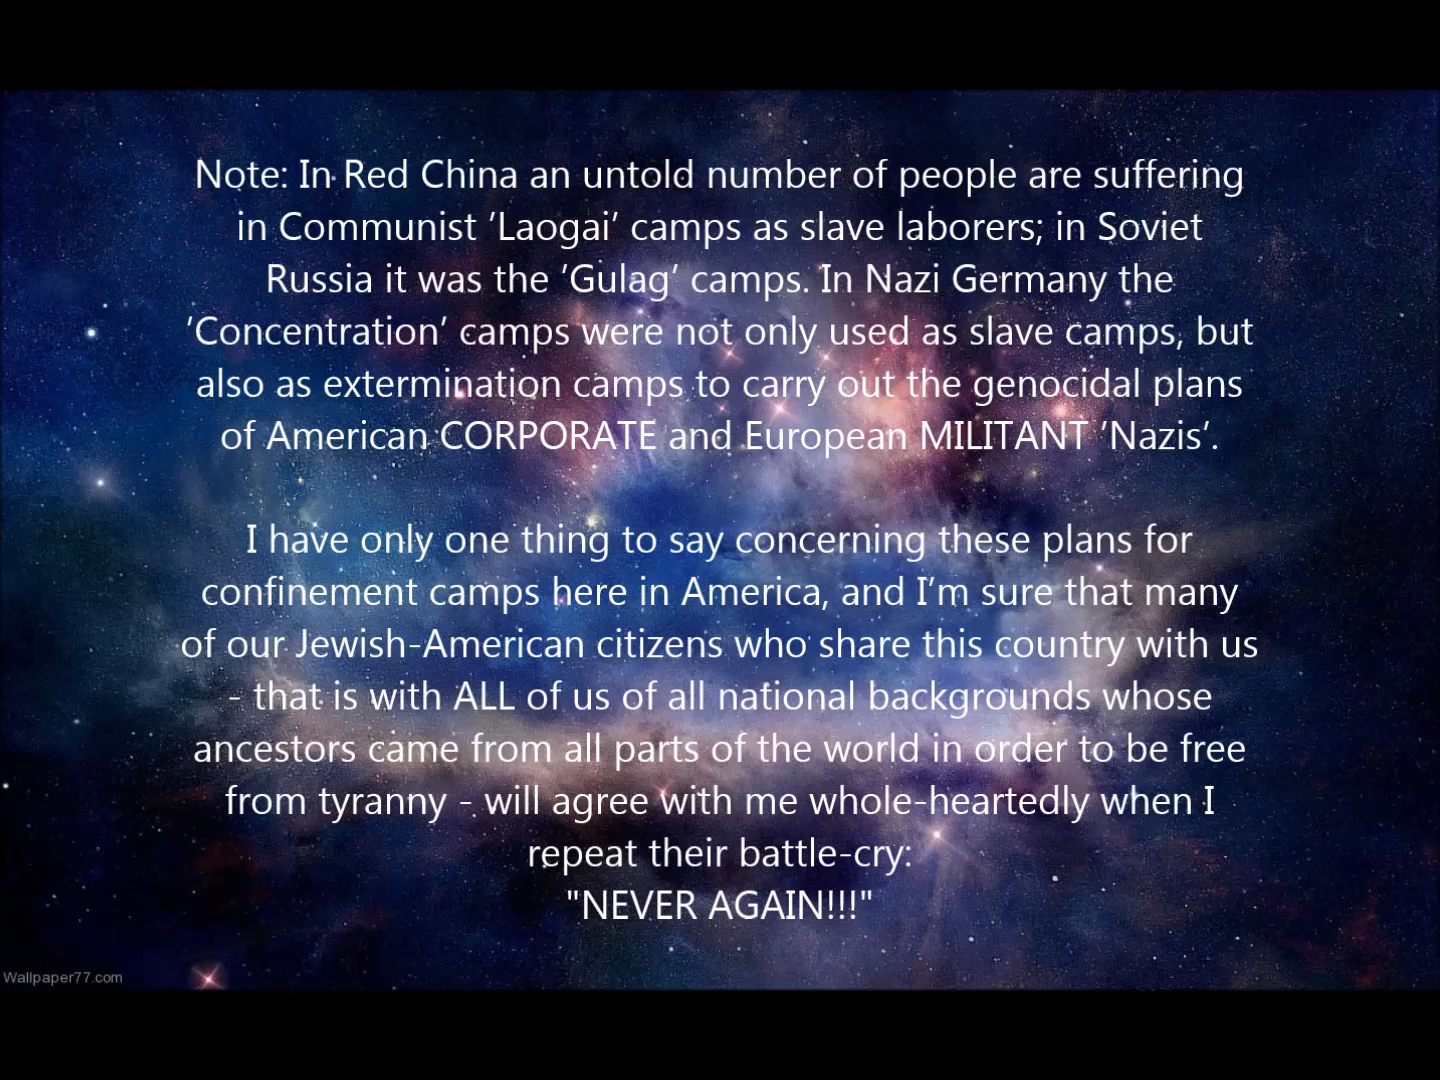 Note: In Red China an untold number of people are suffering
in Communist 'Laogai' camps as slave laborers; in Soviet
Russia it was the 'Gulag' camps. In Nazi Germany the
'Concentration' camps were not only used as slave camps, but
also as extermination camps to carry out the genocidal plans
of American CORPORATE and European MILITANT 'Nazis'.
I have only one thing to say concerning these plans for
confinement camps here in America, and I'm sure that many
of our Jewish-American citizens who share this country with us
- that is with ALL of us of all national backgrounds whose
ancestors came from all parts of the world in order to be free
from tyranny - will agree with me whole-heartedly when I
repeat their battle-cry:
"NEVER AGAIN!!!"
Wallpaper77.com